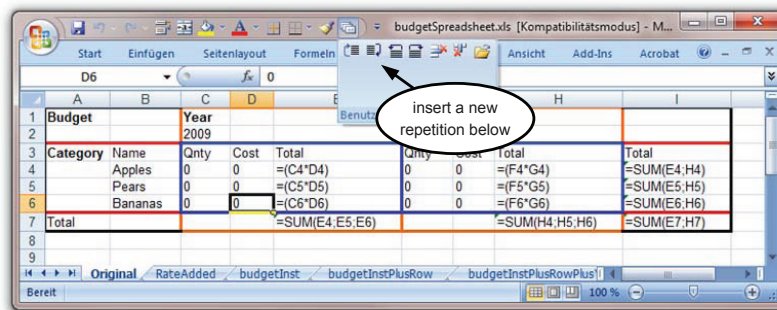 budgetSpreadsheet.xls [Kompatibilitätsmodus] - M...
Start Einfügen Seitenlayout Formeln Ansicht Add-Ins Acrobat
D6 fx 0
insert a new
repetition below
A B C D H I
1 Budget Year
2 2009
3 Category Name Qnty Cost Total Qnty Cost Total Total
4 Apples 0 0 =(C4*D4) 0 0 =(F4*G4) =SUM(E4;H4)
5 Pears 0 0 =(C5*D5) 0 0 =(F5*G5) =SUM(E5;H5)
6 Bananas 0 0 =(C6*D6) 0 0 =(F6*G6) =SUM(E6;H6)
7 Total =SUM(E4;E5;E6) =SUM(H4;H5;H6) =SUM(E7;H7)
8
9
Original RateAdded budgetInst budgetInstPlusRow budgetInstPlusRowPlus
Bereit 100 %